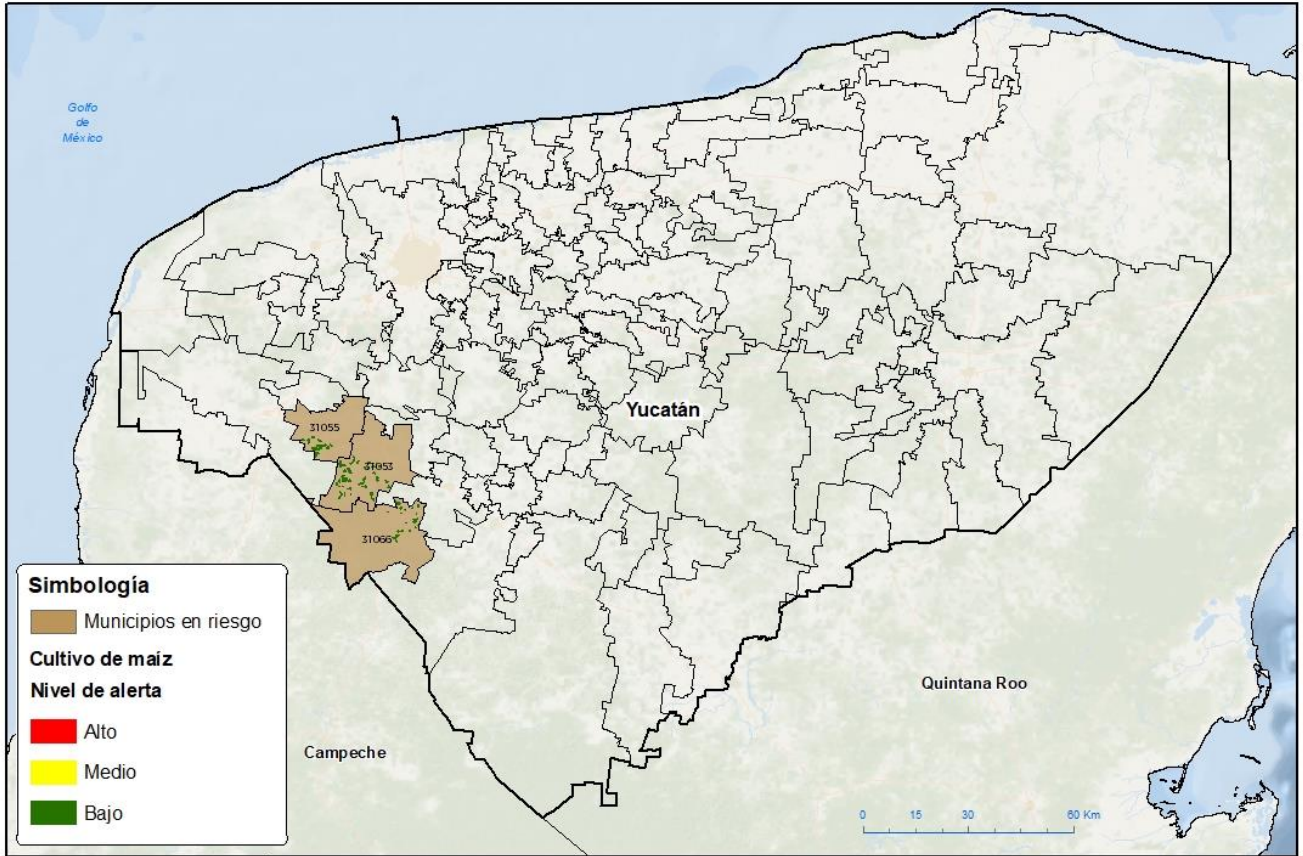 Golfo
de
México
Yucatán
31055
31053
31066
Simbología
Municipios en riesgo
Cultivo de maíz
Nivel de alerta
Alto
Medio
Bajo
Campeche
Quintana Roo
0 15 30 60 Km